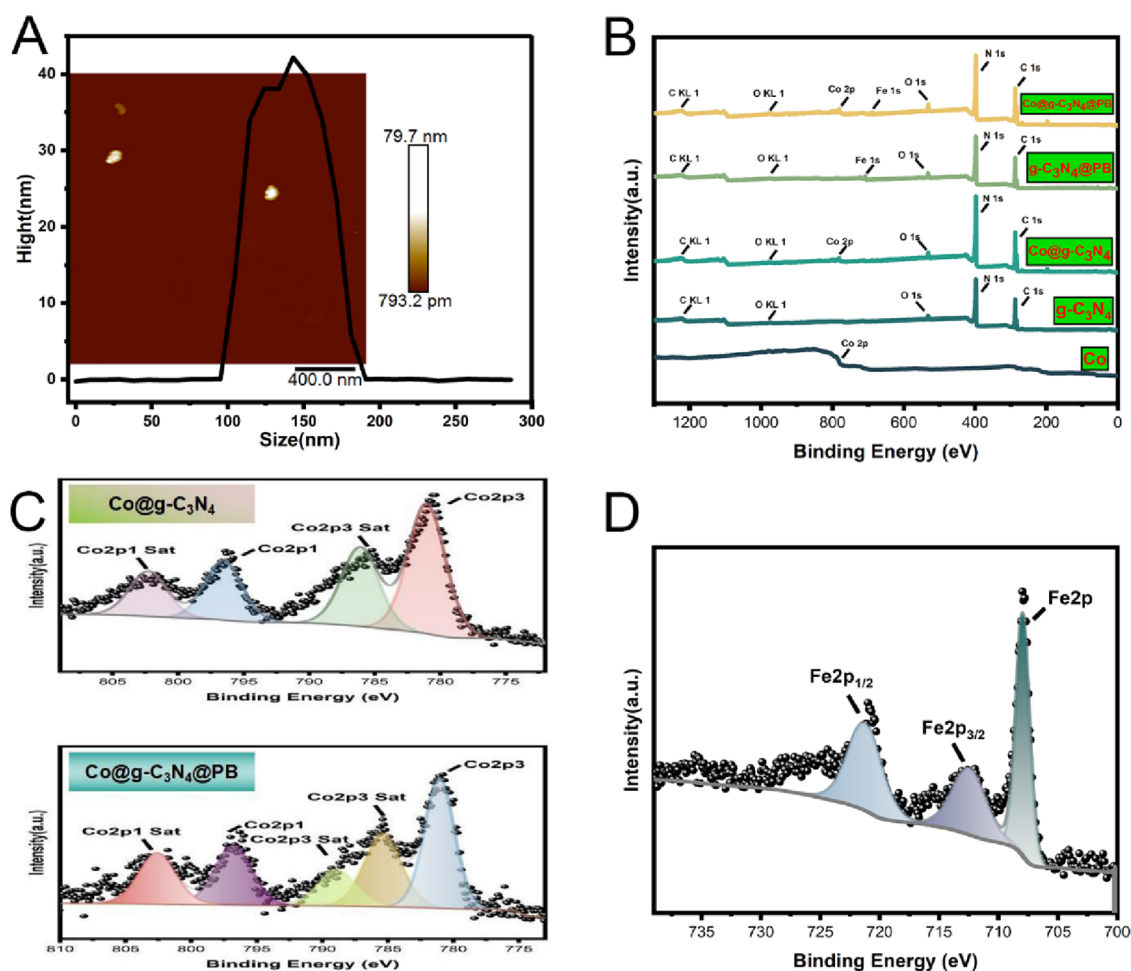 A
Hight(nm)
40
30
20
10
0
79.7 nm
793.2 pm
400.0 nm
0 50 100 150 200 250 300
Size(nm)
B
Intensity(a.u.)
C KL 1 O KL 1 Co 2p Fe 1s O 1s N 1s C 1s
Co@g-C₃N₄@PB
C KL 1 O KL 1 Fe 1s O 1s N 1s C 1s
g-C₃N₄@PB
C KL 1 O KL 1 Co 2p O 1s N 1s C 1s
Co@g-C₃N₄
C KL 1 O KL 1 O 1s N 1s C 1s
g-C₃N₄
Co 2p
Co
1200 1000 800 600 400 200 0
Binding Energy (eV)
C
Co@g-C₃N₄
Intensity(a.u.)
Co2p1 Sat Co2p1 Co2p3 Sat Co2p3
805 800 795 790 785 780 775
Binding Energy (eV)
Co@g-C₃N₄@PB
Intensity(a.u.)
Co2p1 Sat Co2p1 Co2p3 Sat Co2p3 Sat Co2p3
810 805 800 795 790 785 780 775
Binding Energy (eV)
D
Intensity(a.u.)
Fe2p₁/₂
Fe2p₃/₂
Fe2p
735 730 725 720 715 710 705 700
Binding Energy (eV)